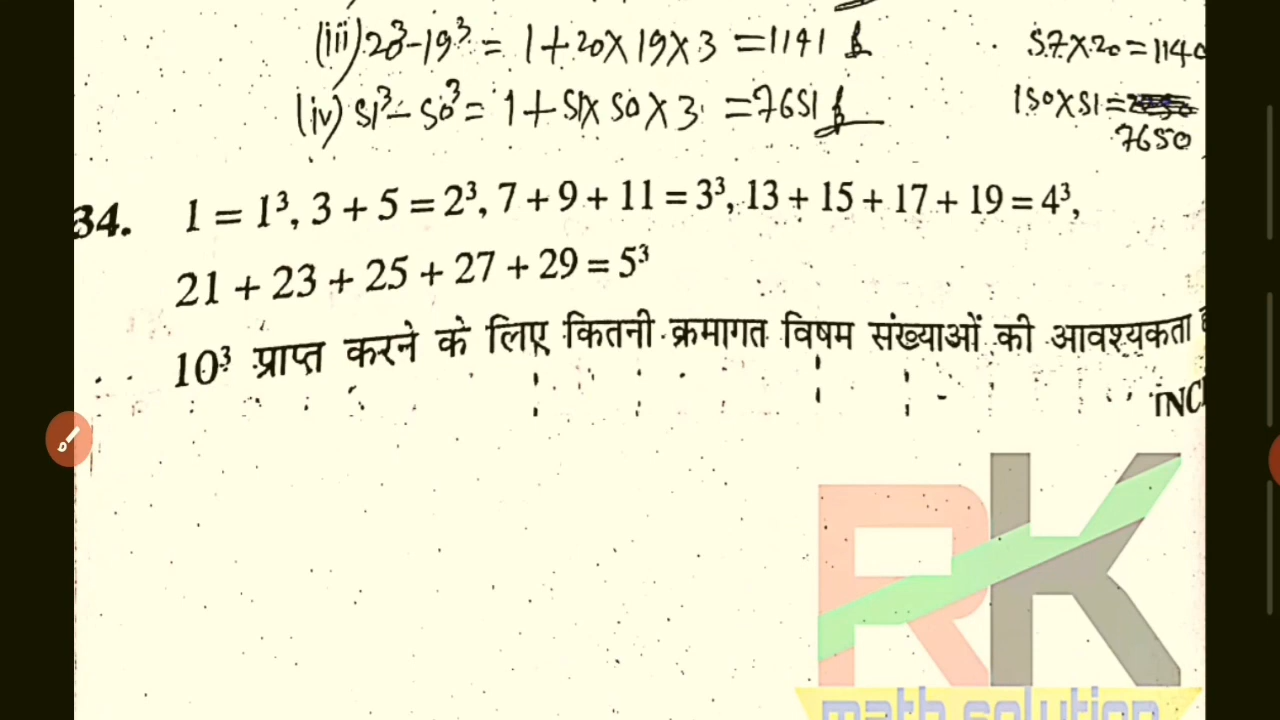 (iii) 20³-19³ = 1+20×19×3 =1141
57×20=1140
(iv) 51³- 50³= 1+51×50×3 =7651
150×51=
7650
34. 1 = 1³, 3 + 5 = 2³, 7 + 9 + 11 = 3³, 13 + 15 + 17 + 19 = 4³,
21 + 23 + 25 + 27 + 29 = 5³
10³ प्राप्त करने के लिए कितनी क्रमागत विषम संख्याओं की आवश्यकता
RK
math solution